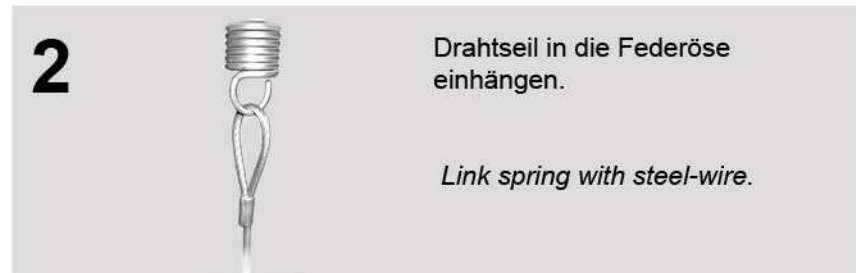 2
Drahtseil in die Federöse
einhängen.
Link spring with steel-wire.